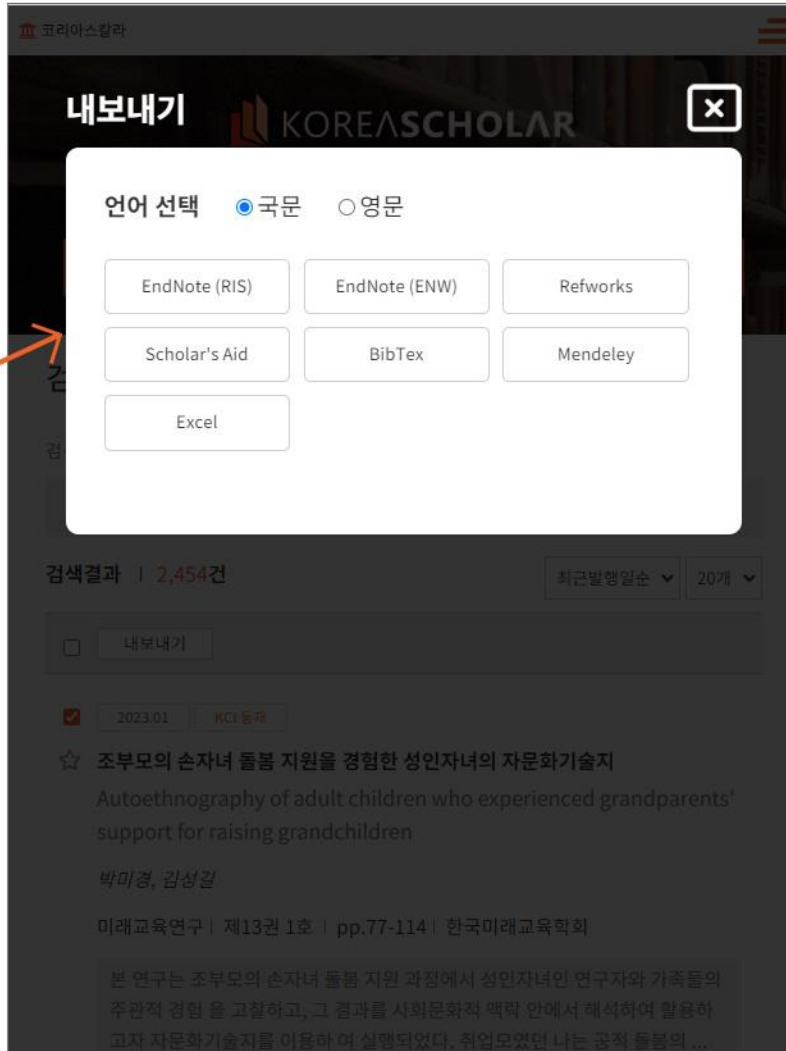 코리아스칼라
내보내기
KOREASCHOLAR
언어 선택 국문 영문
EndNote (RIS) EndNote (ENW) Refworks
Scholar's Aid BibTex Mendeley
Excel
검색결과 | 2,454건 최근발행일순 20개
내보내기
2023.01 KCI 등재
조부모의 손자녀 돌봄 지원을 경험한 성인자녀의 자문화기술지
Autoethnography of adult children who experienced grandparents'
support for raising grandchildren
박미경, 김성길
미래교육연구 | 제13권 1호 | pp.77-114 | 한국미래교육학회
본 연구는 조부모의 손자녀 돌봄 지원 과정에서 성인자녀인 연구자와 가족들의
주관적 경험 을 고찰하고, 그 결과를 사회문화적 맥락 안에서 해석하여 활용하
고자 자문화기술지를 이용하 여 실행되었다. 취업모였던 나는 공적 돌봄의 ...